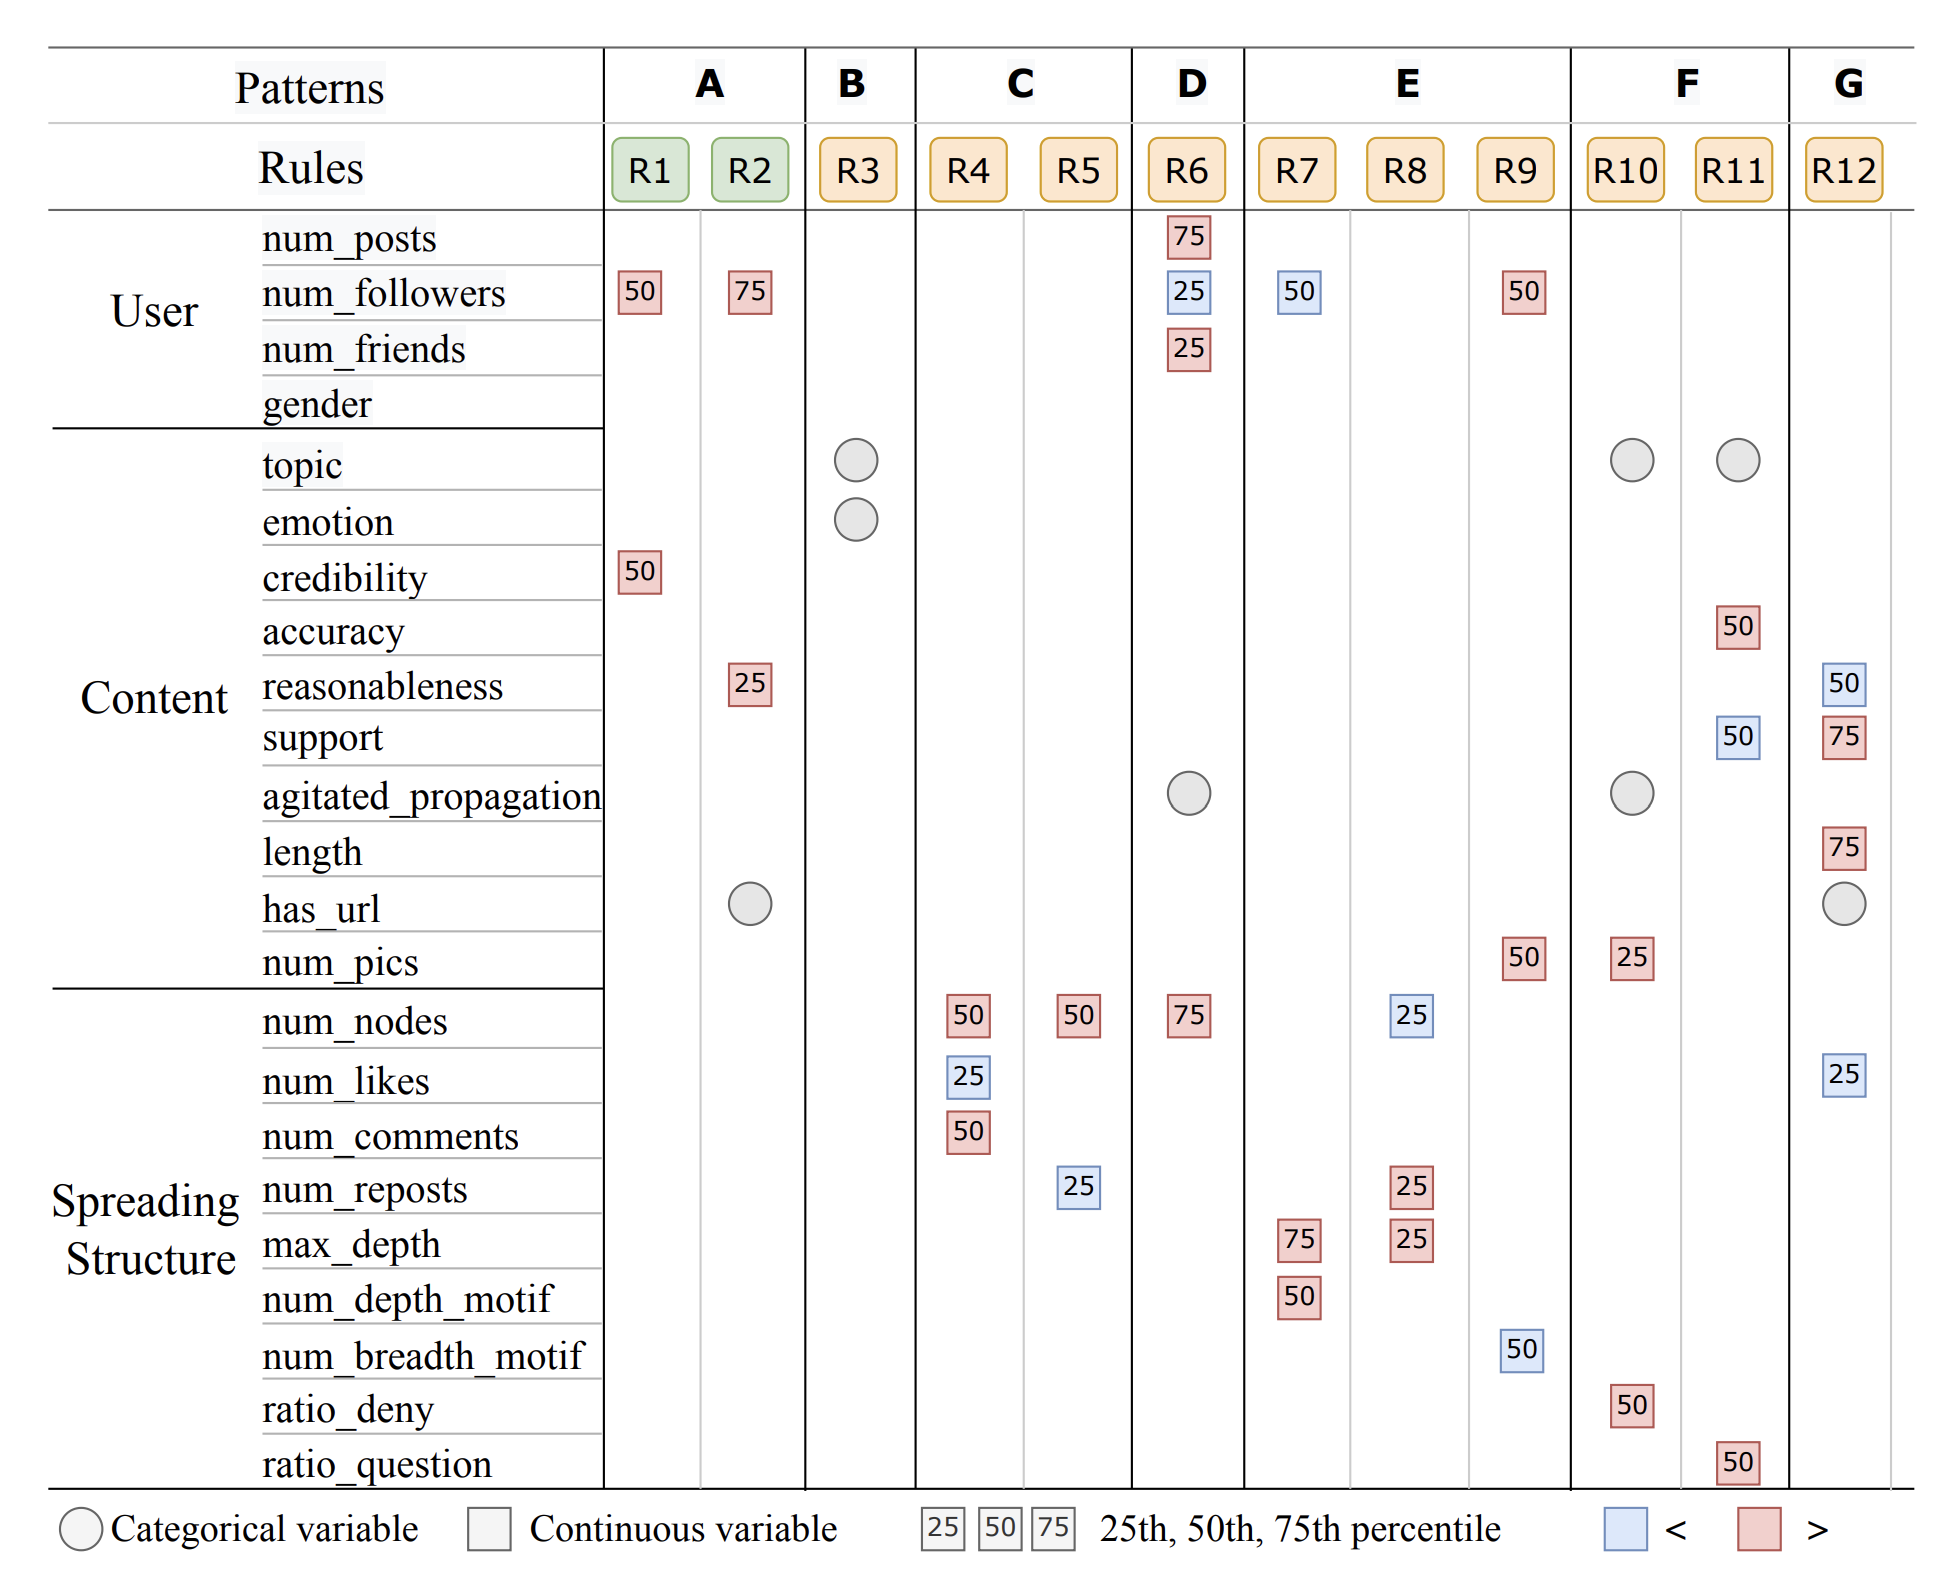 Patterns A B C D E F G
Rules R1 R2 R3 R4 R5 R6 R7 R8 R9 R10 R11 R12
User
num_posts 75
num_followers 50 75 25 50 50
num_friends 25
gender
Content
topic
emotion
credibility 50
accuracy 50
reasonableness 25 50
support 50 75
agitated_propagation
length 75
has_url
num_pics 50 25
Spreading
Structure
num_nodes 50 50 75 25
num_likes 25 25
num_comments 50
num_reposts 25 25
max_depth 75 25
num_depth_motif 50
num_breadth_motif 50
ratio_deny 50
ratio_question 50
Categorical variable Continuous variable 25 50 75 25th, 50th, 75th percentile < >